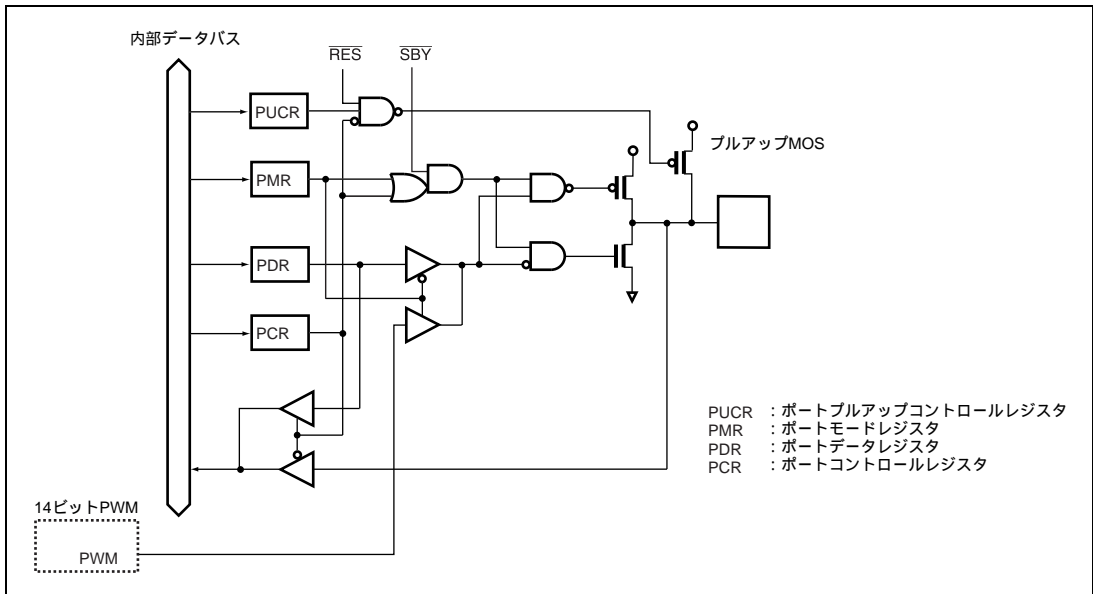 内部データバス
RES
SBY
PUCR
プルアップMOS
PMR
PDR
PCR
PUCR :ポートプルアップコントロールレジスタ
PMR :ポートモードレジスタ
PDR :ポートデータレジスタ
PCR :ポートコントロールレジスタ
14ビットPWM
PWM